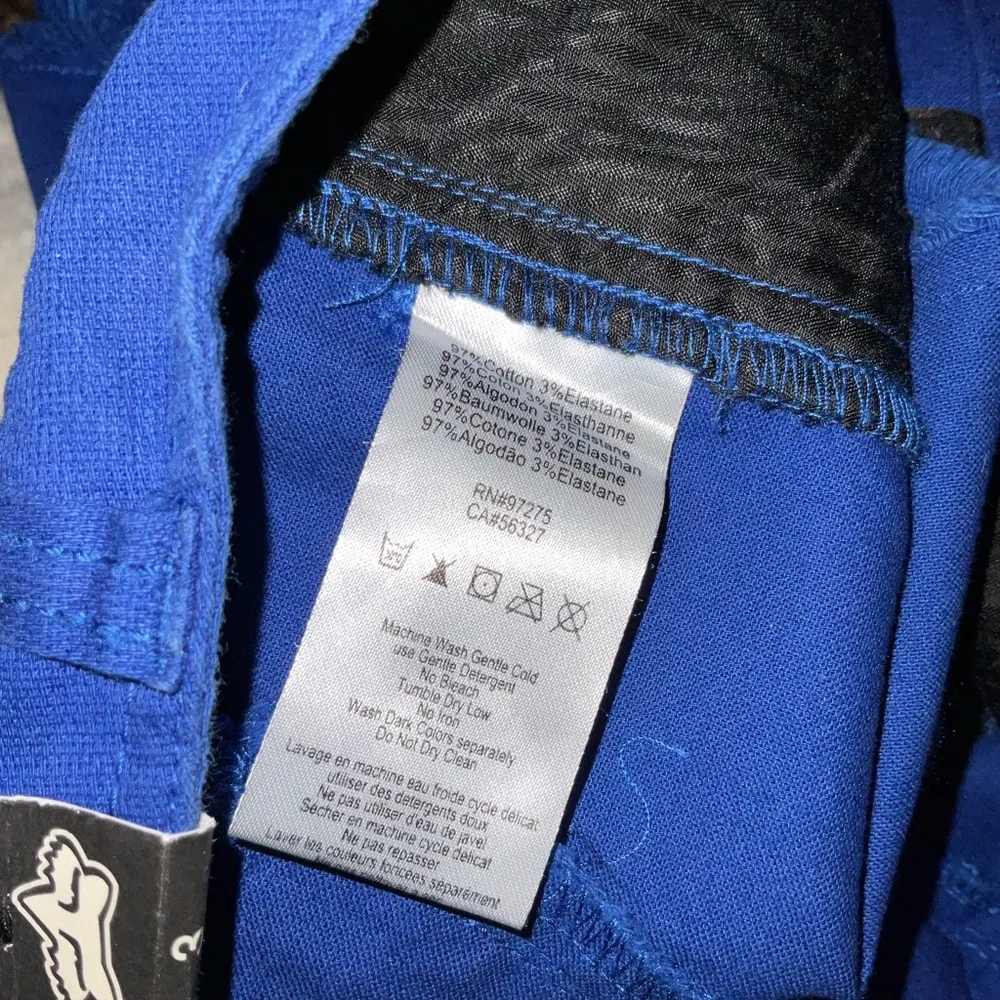 97%Cotton 3%Elastane
97%Coton 3%Elasthanne
97%Algodón 3%Elastane
97%Baumwolle 3%Elasthan
97%Cotone 3%Elastane
97%Algodão 3%Elastane
RN#97275
CA#56327
Machine Wash Gentle Cold
use Gentle Detergent
No Bleach
Tumble Dry Low
No Iron
Wash Dark Colors separately
Do Not Dry Clean
Lavage en machine eau froide cycle délicat
utiliser des detergents doux
Ne pas utiliser d'eau de javel
Sécher en machine cycle délicat
Ne pas repasser
Laver les couleurs foncées séparément
3